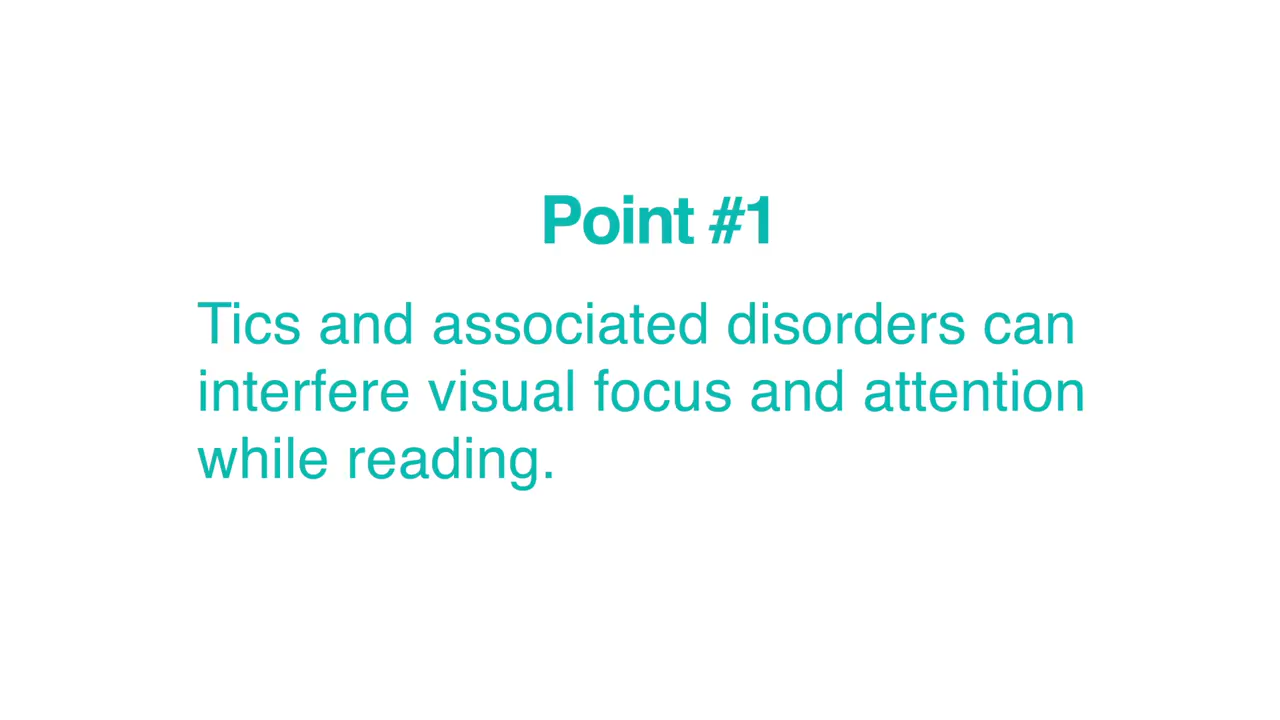 Point #1
Tics and associated disorders can
interfere visual focus and attention
while reading.